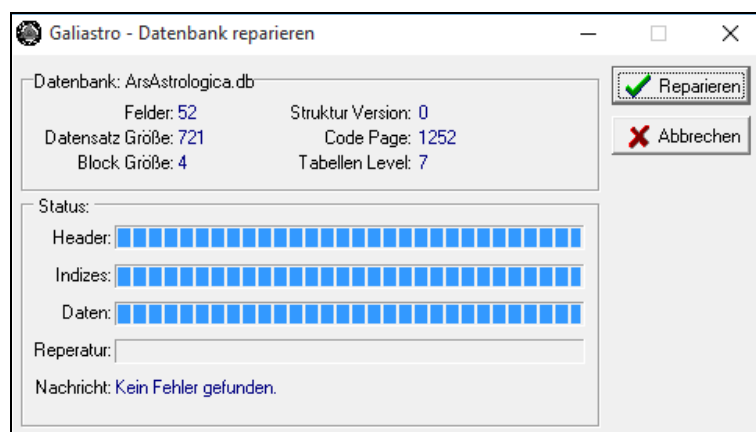 Galiastro - Datenbank reparieren
Datenbank: ArsAstrologica.db
Felder: 52 Struktur Version: 0
Datensatz Größe: 721 Code Page: 1252
Block Größe: 4 Tabellen Level: 7
Reparieren
Abbrechen
Status:
Header:
Indizes:
Daten:
Reperatur:
Nachricht: Kein Fehler gefunden.